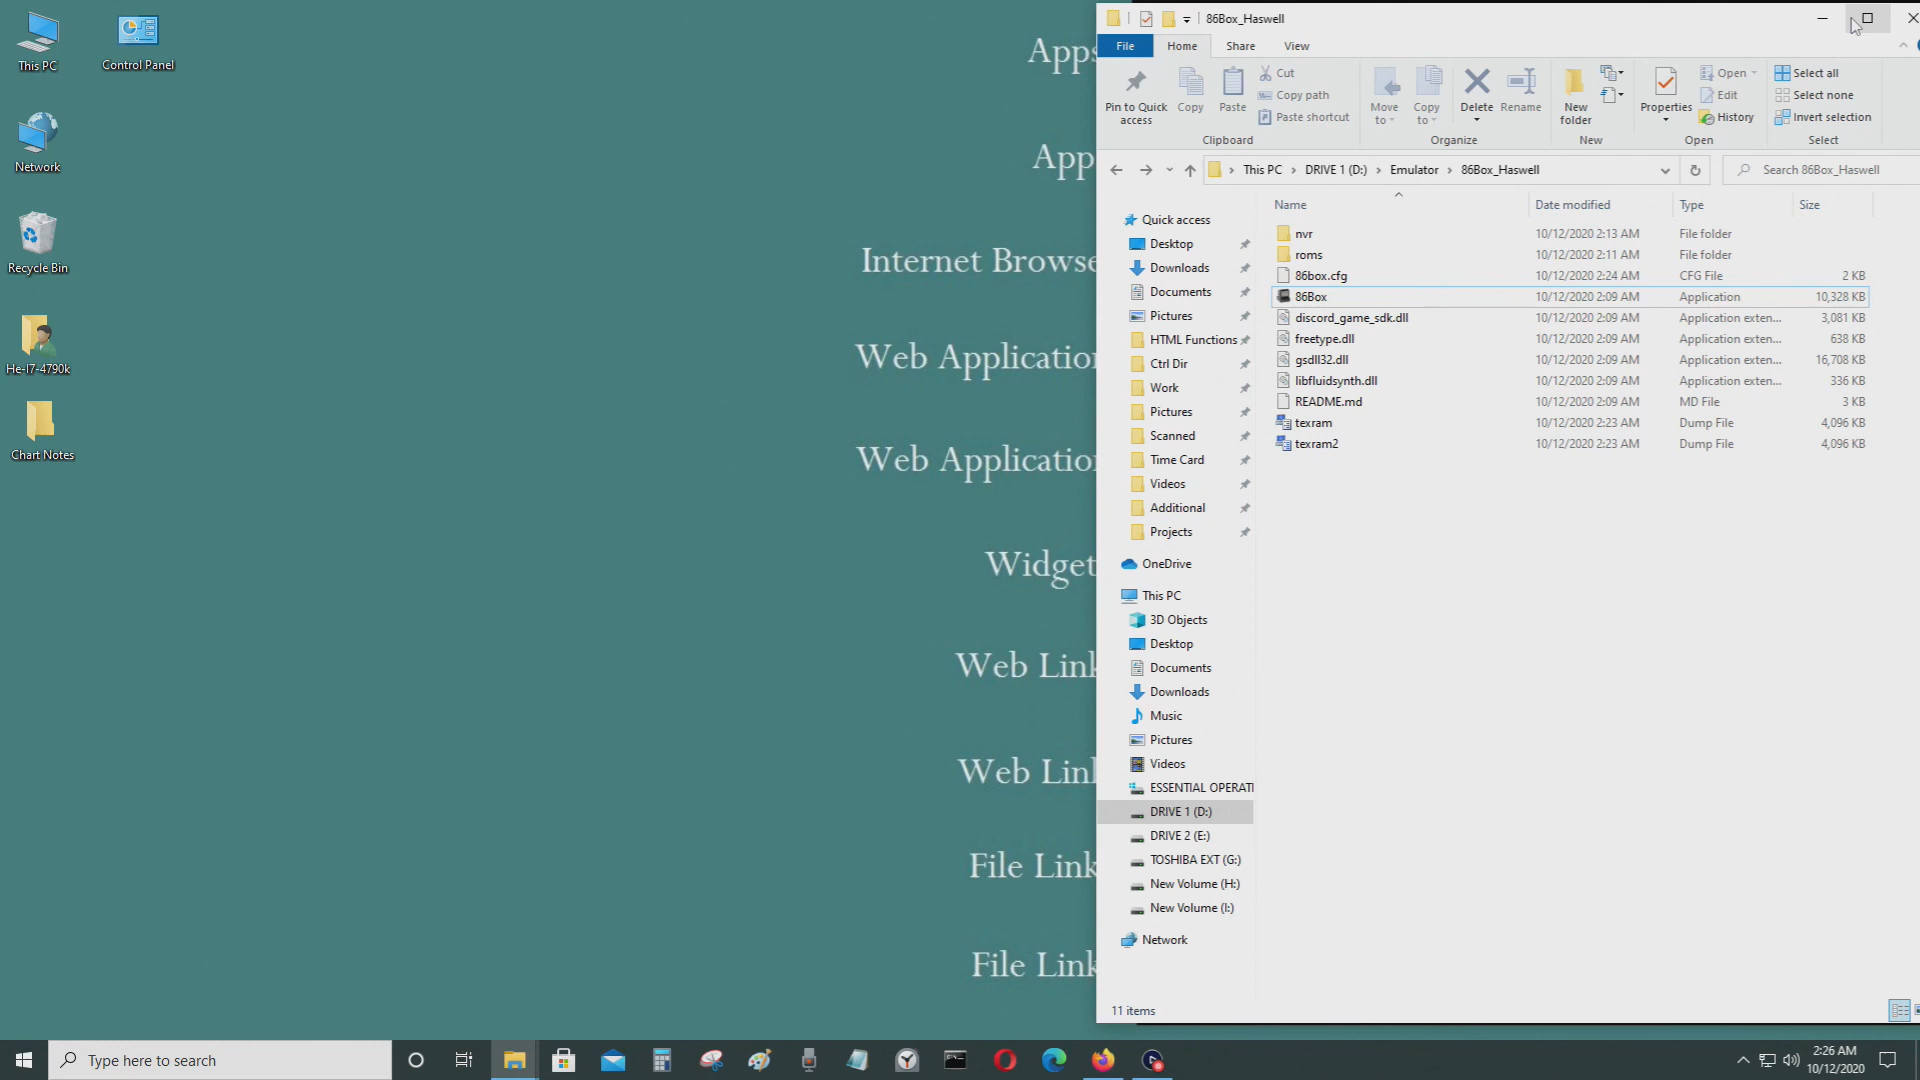 This PC
Control Panel
Network
Recycle Bin
He-I7-4790k
Chart Notes
Apps
App
Internet Browse
Web Application
Web Application
Widget
Web Link
Web Link
File Link
File Link
86Box_Haswell
File
Home
Share
View
Pin to Quick access
Copy
Paste
Cut
Copy path
Paste shortcut
Clipboard
Move to
Copy to
Delete
Rename
Organize
New folder
New
Properties
Open
Edit
History
Open
Select all
Select none
Invert selection
Select
This PC > DRIVE 1 (D:) > Emulator > 86Box_Haswell
Search 86Box_Haswell
Name Date modified Type Size
nvr 10/12/2020 2:13 AM File folder
roms 10/12/2020 2:11 AM File folder
86box.cfg 10/12/2020 2:24 AM CFG File 2 KB
86Box 10/12/2020 2:09 AM Application 10,328 KB
discord_game_sdk.dll 10/12/2020 2:09 AM Application exten... 3,081 KB
freetype.dll 10/12/2020 2:09 AM Application exten... 638 KB
gsdll32.dll 10/12/2020 2:09 AM Application exten... 16,708 KB
libfluidsynth.dll 10/12/2020 2:09 AM Application exten... 336 KB
README.md 10/12/2020 2:09 AM MD File 3 KB
texram 10/12/2020 2:23 AM Dump File 4,096 KB
texram2 10/12/2020 2:23 AM Dump File 4,096 KB
Quick access
Desktop
Downloads
Documents
Pictures
HTML Functions
Ctrl Dir
Work
Pictures
Scanned
Time Card
Videos
Additional
Projects
OneDrive
This PC
3D Objects
Desktop
Documents
Downloads
Music
Pictures
Videos
ESSENTIAL OPERATI
DRIVE 1 (D:)
DRIVE 2 (E:)
TOSHIBA EXT (G:)
New Volume (H:)
New Volume (I:)
Network
11 items
Type here to search
2:26 AM
10/12/2020